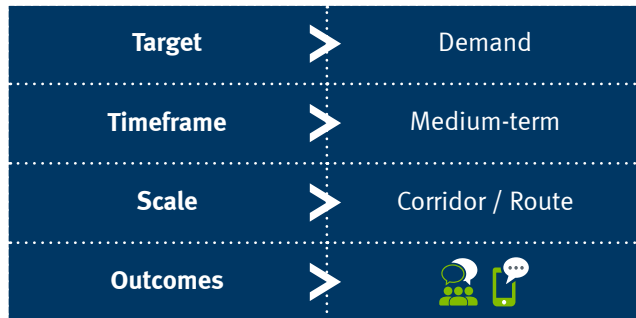 Target Demand
Timeframe Medium-term
Scale Corridor / Route
Outcomes